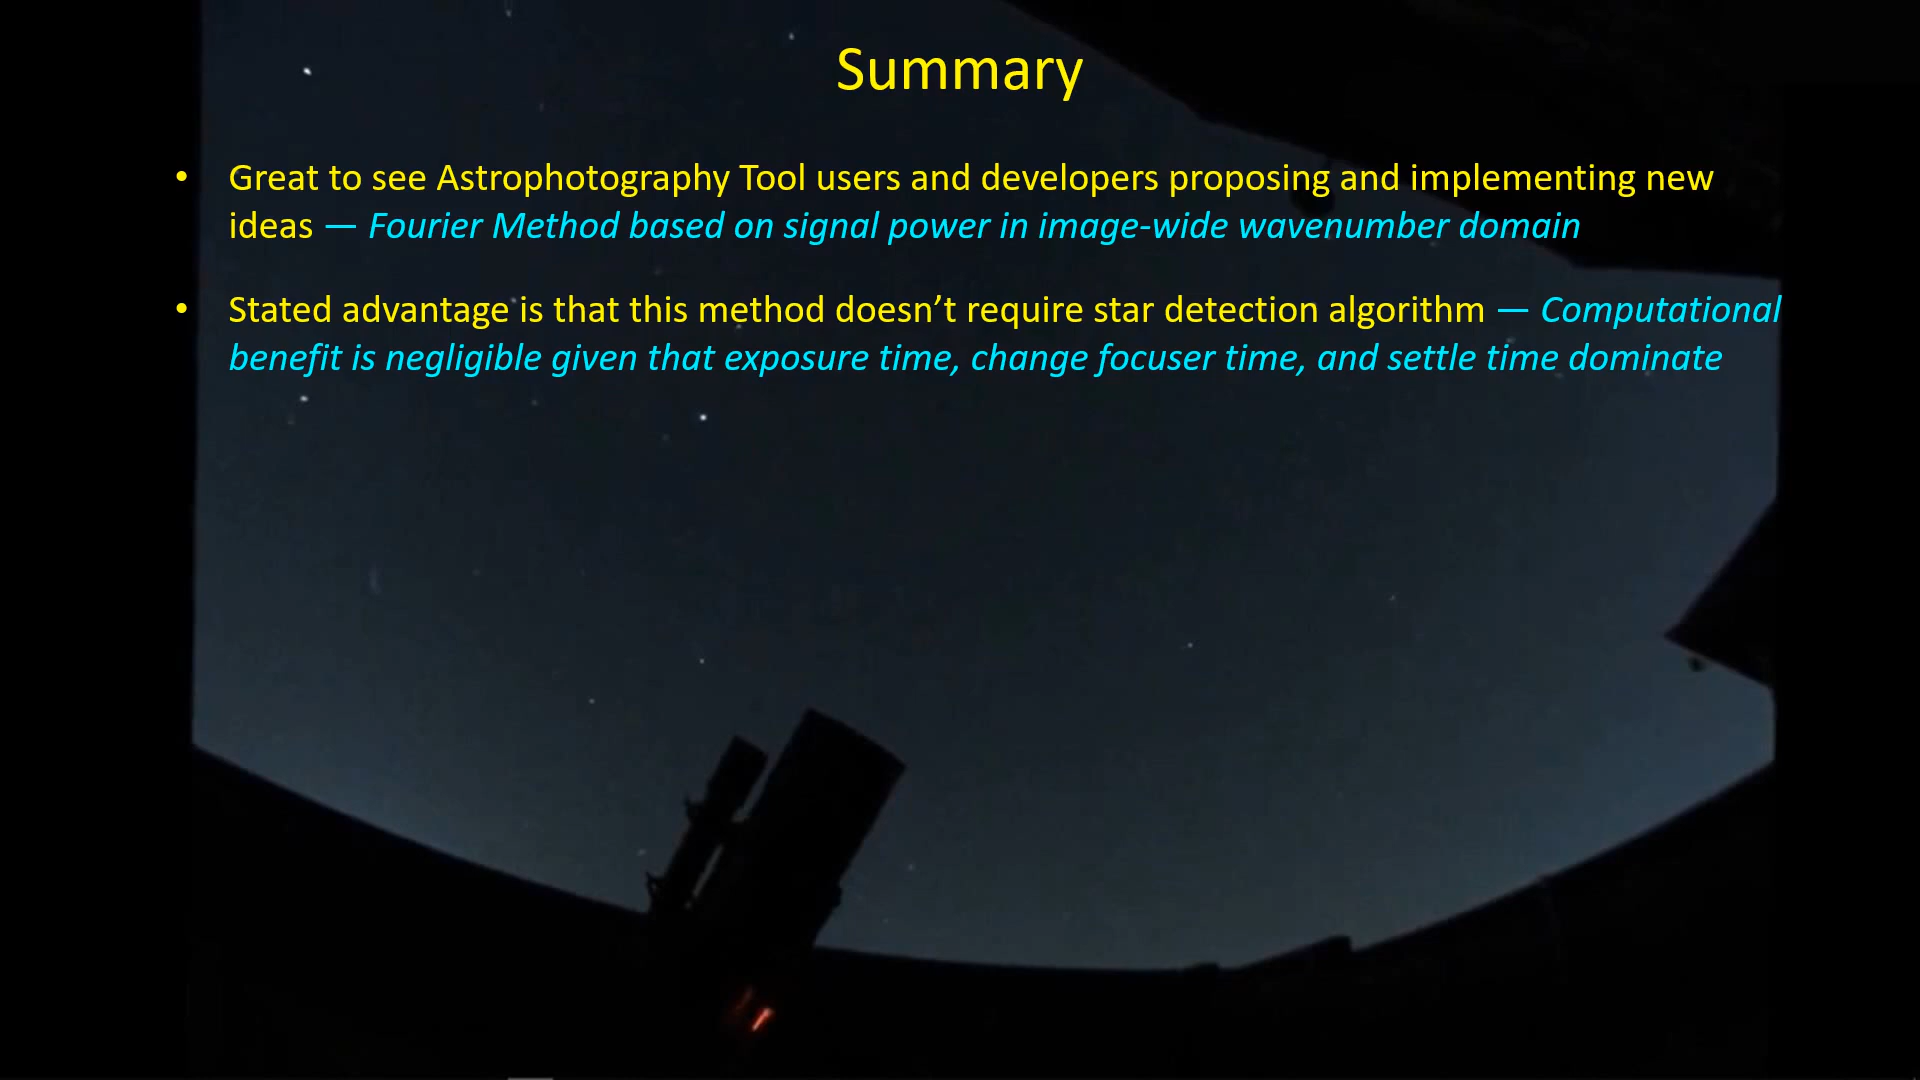 Summary
• Great to see Astrophotography Tool users and developers proposing and implementing new
ideas — Fourier Method based on signal power in image-wide wavenumber domain
• Stated advantage is that this method doesn’t require star detection algorithm — Computational
benefit is negligible given that exposure time, change focuser time, and settle time dominate